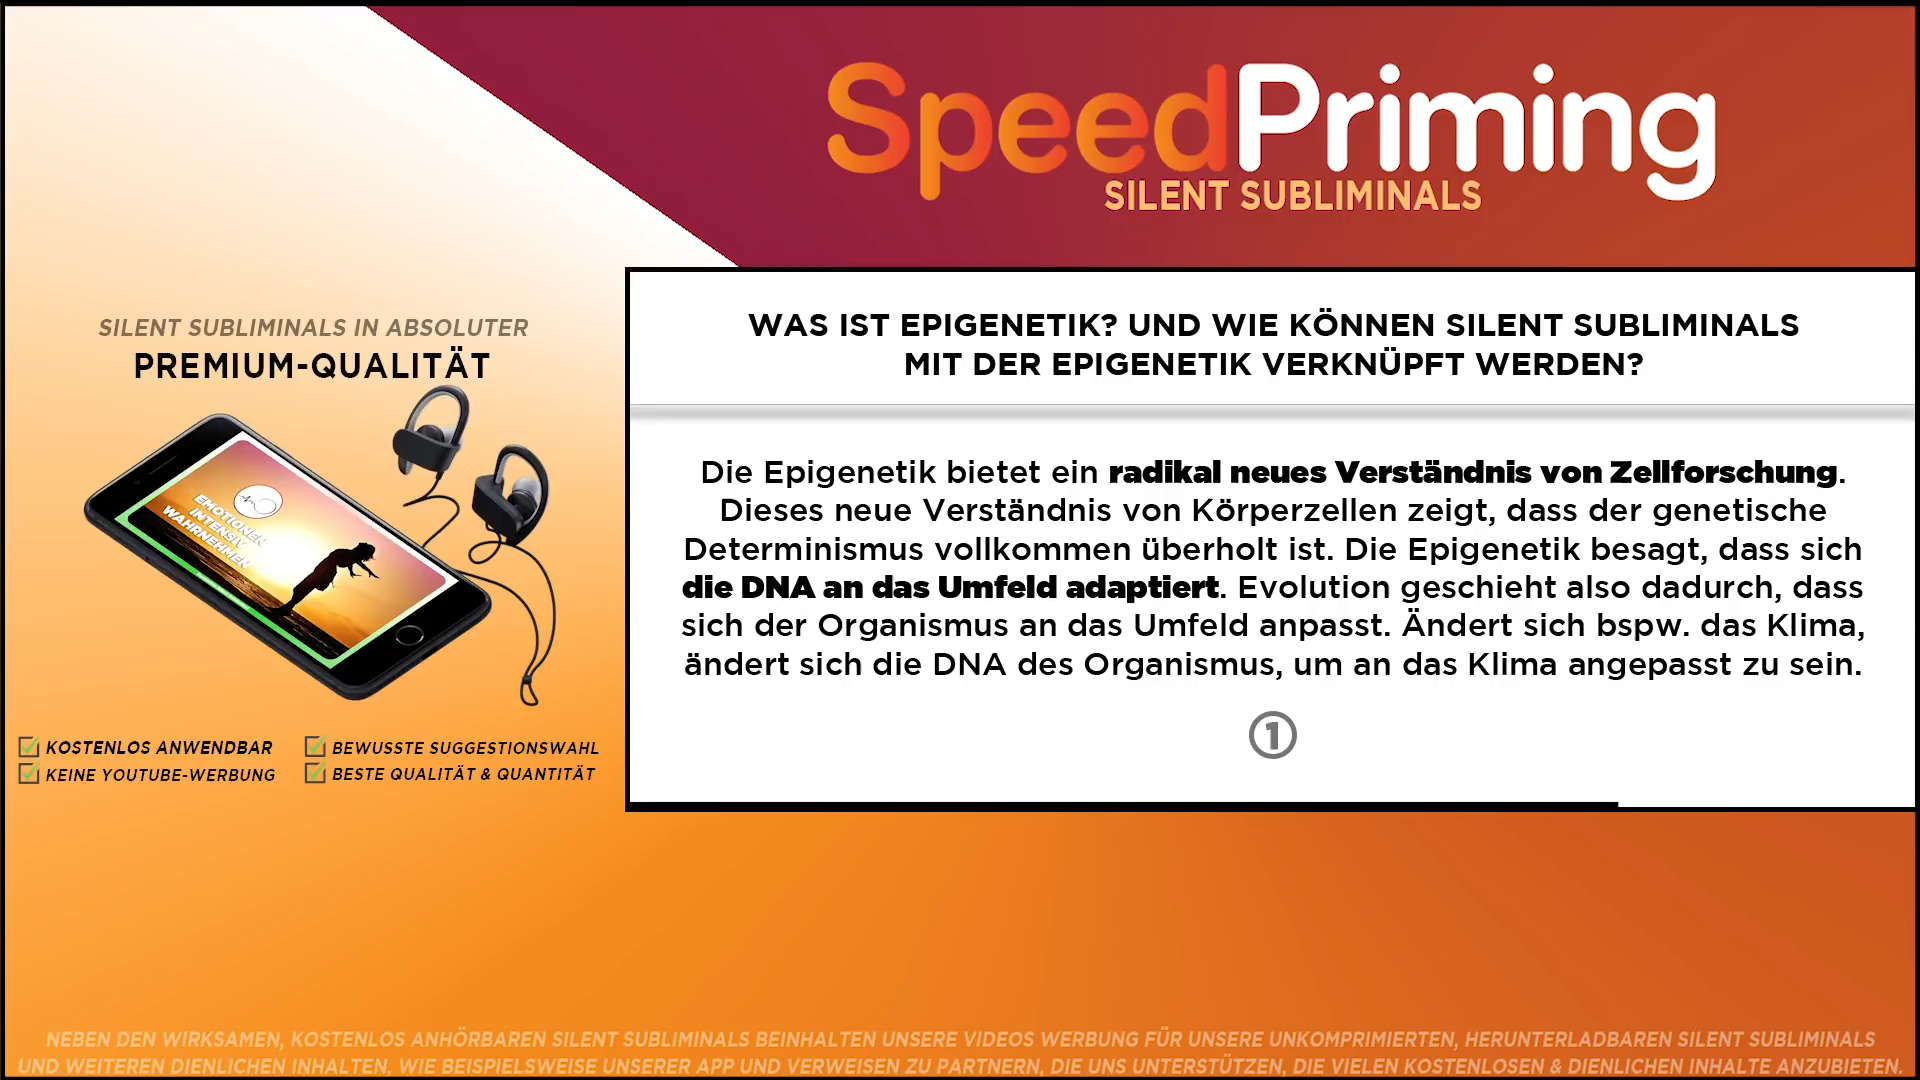 SpeedPriming
SILENT SUBLIMINALS
SILENT SUBLIMINALS IN ABSOLUTER
PREMIUM-QUALITÄT
EMOTIONEN
INTENSIV
WAHRNEHMEN
KOSTENLOS ANWENDBAR
KEINE YOUTUBE-WERBUNG
BEWUSSTE SUGGESTIONSWAHL
BESTE QUALITÄT & QUANTITÄT
WAS IST EPIGENETIK? UND WIE KÖNNEN SILENT SUBLIMINALS
MIT DER EPIGENETIK VERKNÜPFT WERDEN?
Die Epigenetik bietet ein radikal neues Verständnis von Zellforschung.
Dieses neue Verständnis von Körperzellen zeigt, dass der genetische
Determinismus vollkommen überholt ist. Die Epigenetik besagt, dass sich
die DNA an das Umfeld adaptiert. Evolution geschieht also dadurch, dass
sich der Organismus an das Umfeld anpasst. Ändert sich bspw. das Klima,
ändert sich die DNA des Organismus, um an das Klima angepasst zu sein.
1
NEBEN DEN WIRKSAMEN, KOSTENLOS ANHÖRBAREN SILENT SUBLIMINALS BEINHALTEN UNSERE VIDEOS WERBUNG FÜR UNSERE UNKOMPRIMIERTEN, HERUNTERLADBAREN SILENT SUBLIMINALS
UND WEITEREN DIENLICHEN INHALTEN, WIE BEISPIELSWEISE UNSERER APP UND VERWEISEN ZU PARTNERN, DIE UNS UNTERSTÜTZEN, DIE VIELEN KOSTENLOSEN & DIENLICHEN INHALTE ANZUBIETEN.